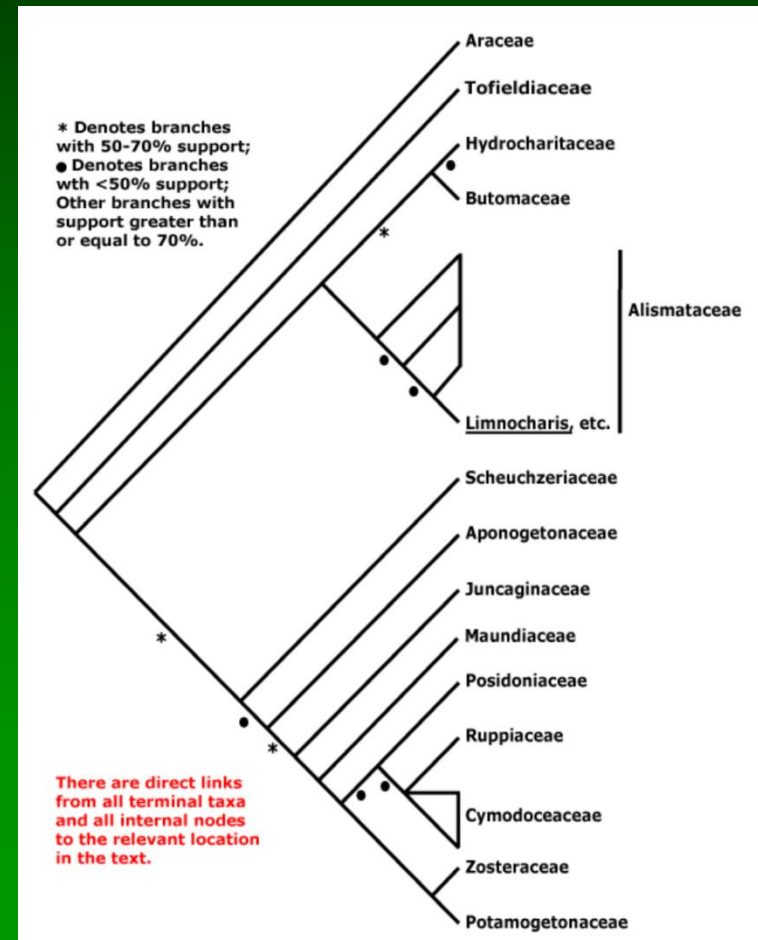 Araceae
Tofieldiaceae
* Denotes branches
with 50-70% support;
● Denotes branches
wth <50% support;
Other branches with
support greater than
or equal to 70%.
Hydrocharitaceae
Butomaceae
*
Alismataceae
Limnocharis, etc.
Scheuchzeriaceae
Aponogetonaceae
Juncaginaceae
Maundiaceae
*
Posidoniaceae
Ruppiaceae
*
There are direct links
from all terminal taxa
and all internal nodes
to the relevant location
in the text.
Cymodoceaceae
Zosteraceae
Potamogetonaceae